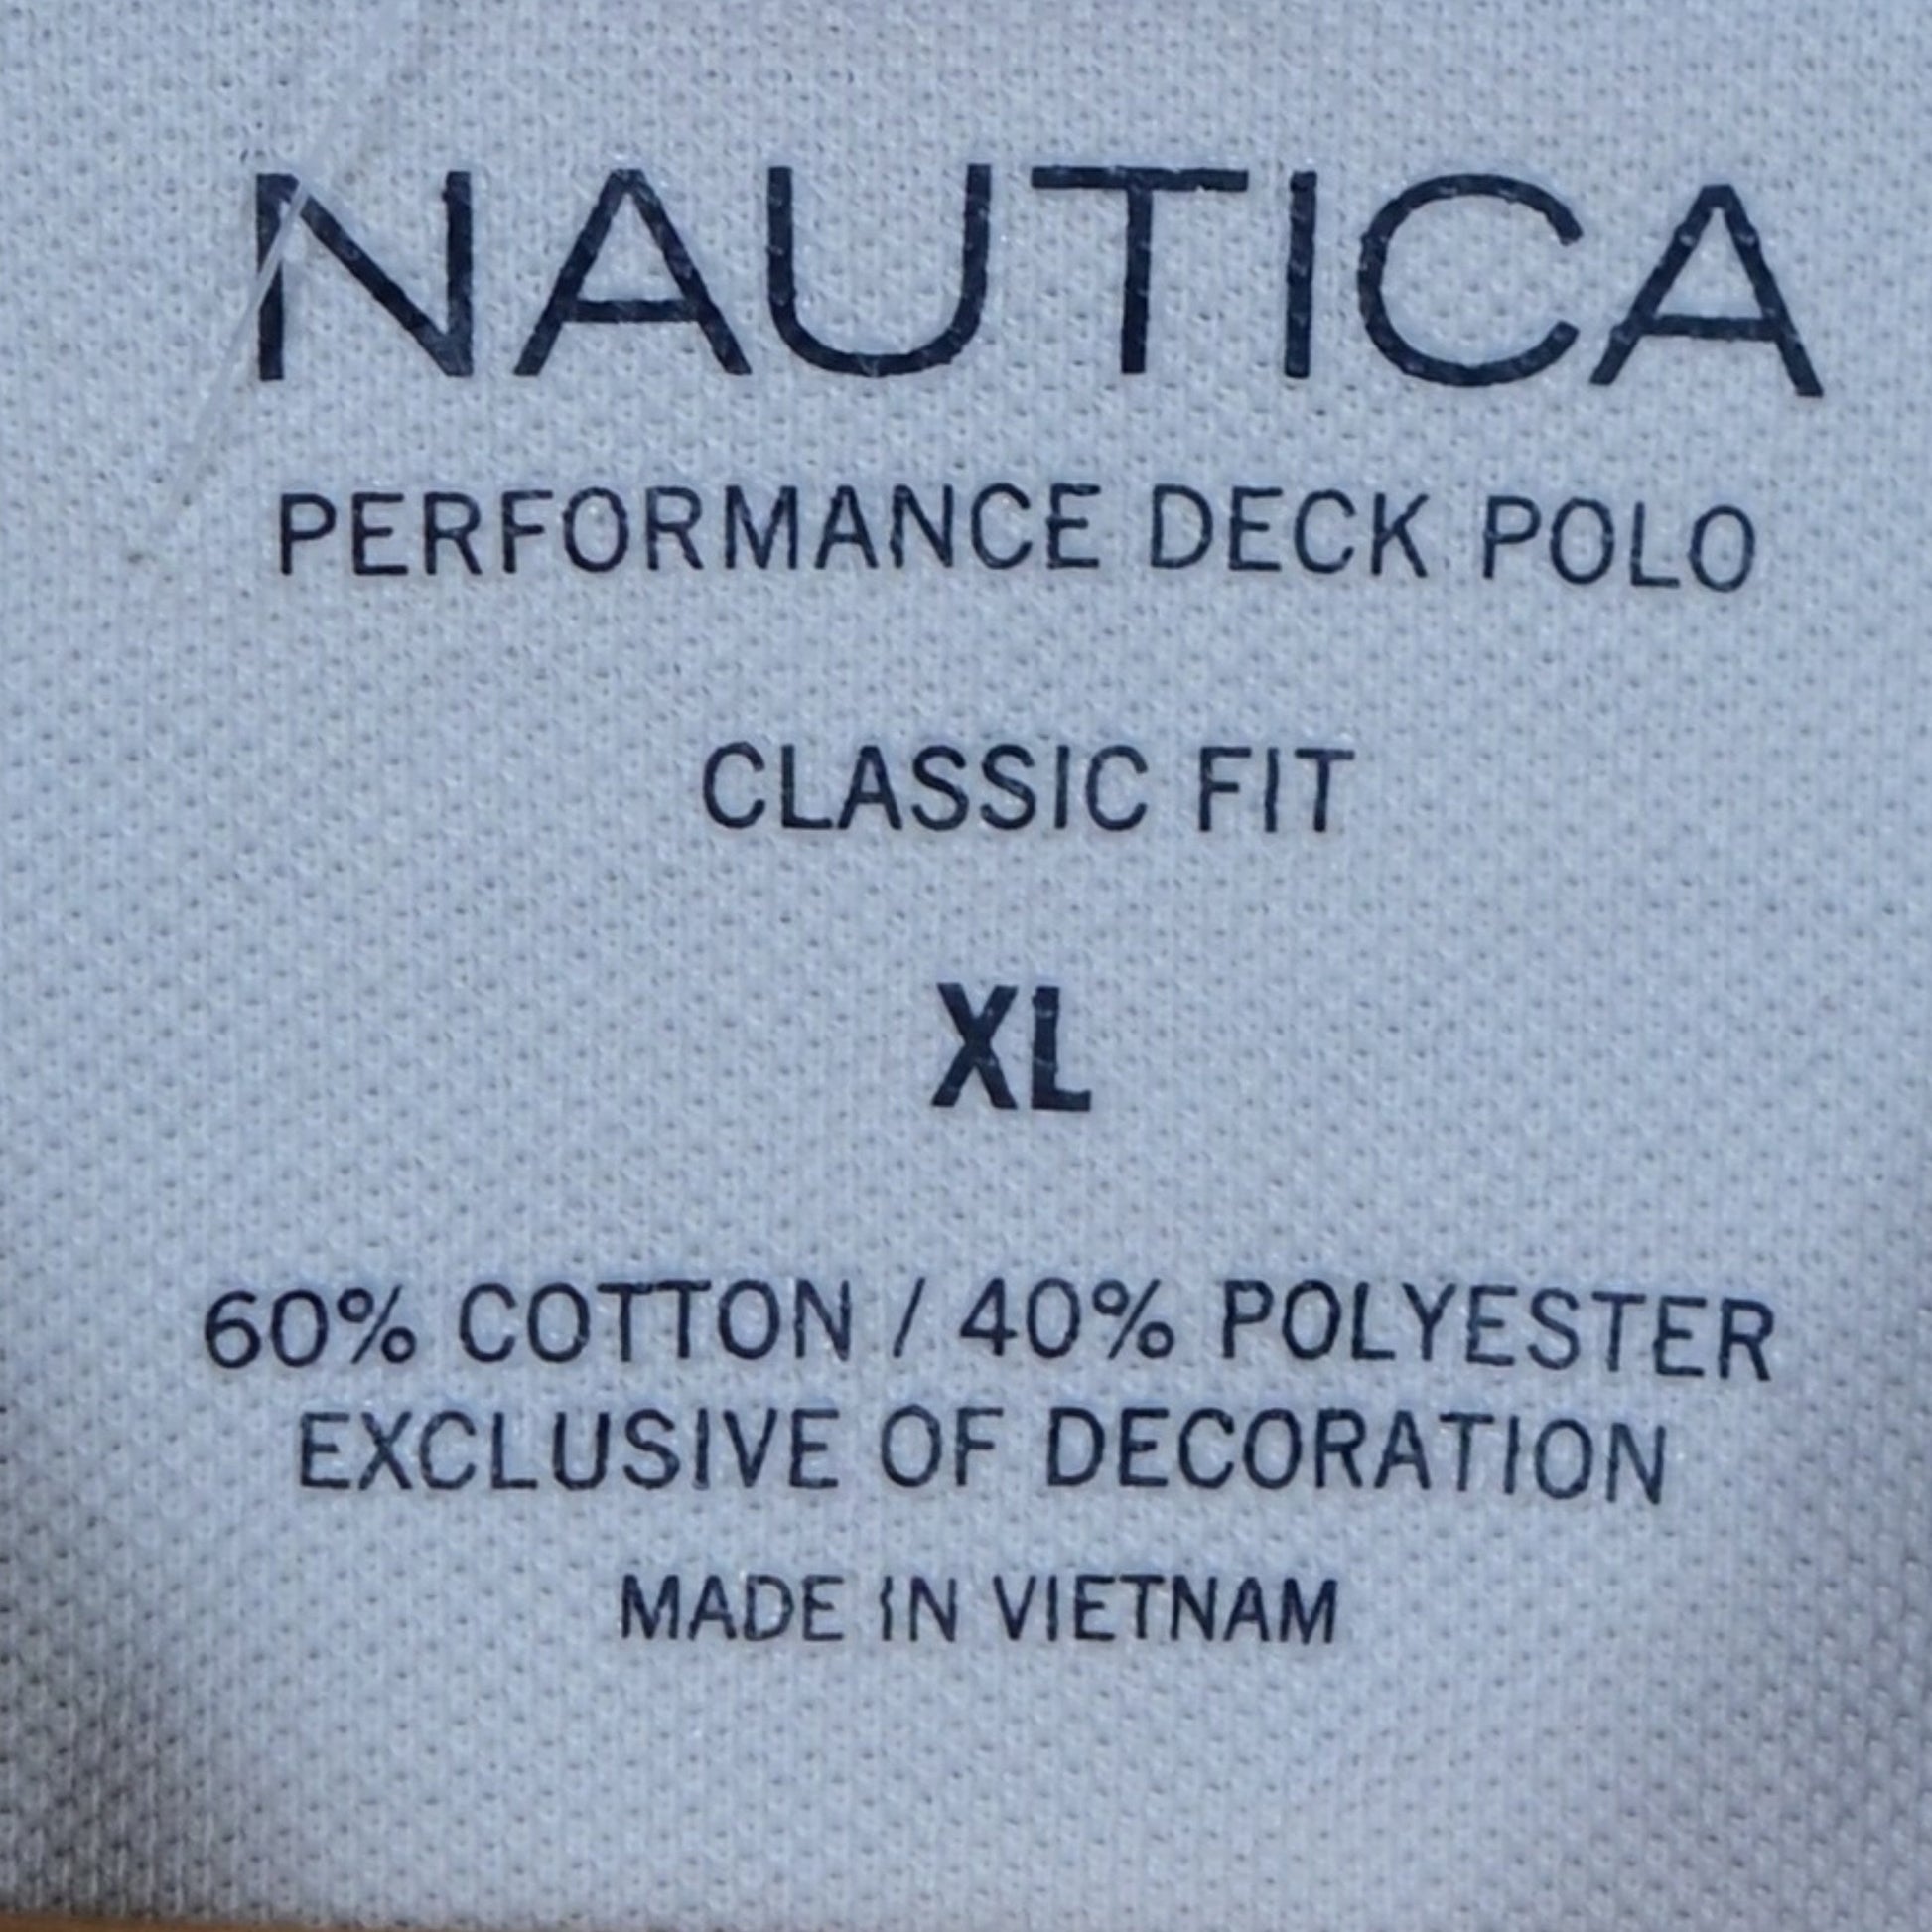 NAUTICA
PERFORMANCE DECK POLO
CLASSIC FIT
XL
60% COTTON / 40% POLYESTER
EXCLUSIVE OF DECORATION
MADE IN VIETNAM